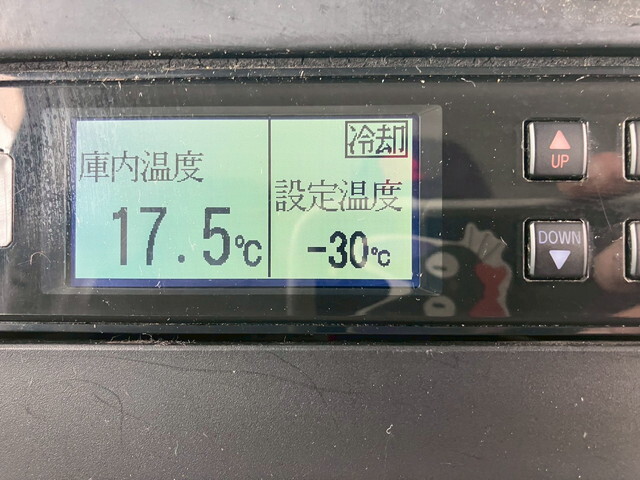 庫内温度
17.5℃
冷却
設定温度
-30℃
UP
DOWN